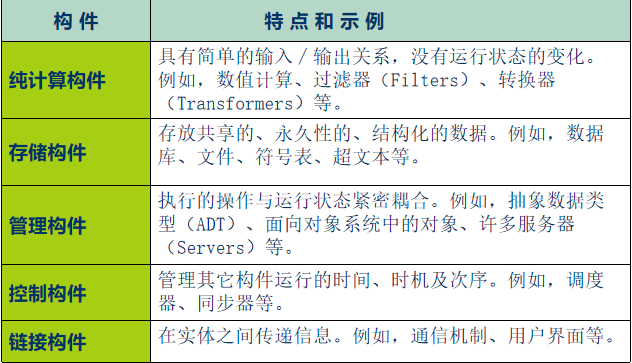 构 件
特 点 和 示 例
纯计算构件
具有简单的输入／输出关系，没有运行状态的变化。
例如，数值计算、过滤器（Filters）、转换器
（Transformers）等。
存储构件
存放共享的、永久性的、结构化的数据。例如，数据
库、文件、符号表、超文本等。
管理构件
执行的操作与运行状态紧密耦合。例如，抽象数据类
型（ADT）、面向对象系统中的对象、许多服务器
（Servers）等。
控制构件
管理其它构件运行的时间、时机及次序。例如，调度
器、同步器等。
链接构件
在实体之间传递信息。例如，通信机制、用户界面等。